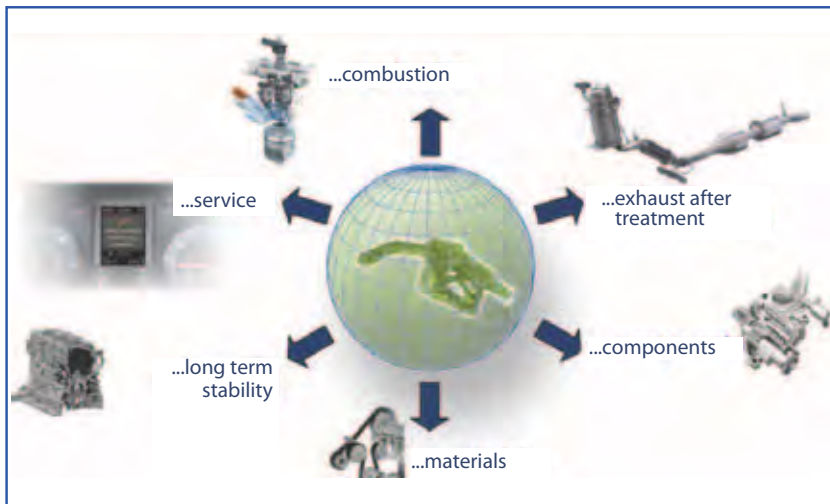 ...combustion
...service
...exhaust after
treatment
...long term
stability
...components
...materials